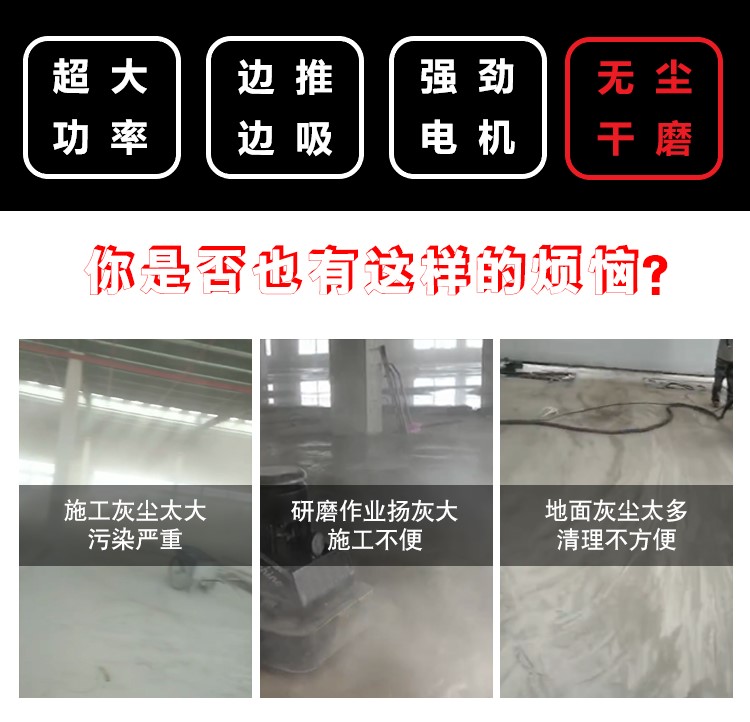 超大
功率
边推
边吸
强劲
电机
无尘
干磨
你是否也有这样的烦恼?
施工灰尘太大
污染严重
研磨作业扬灰大
施工不便
地面灰尘太多
清理不方便